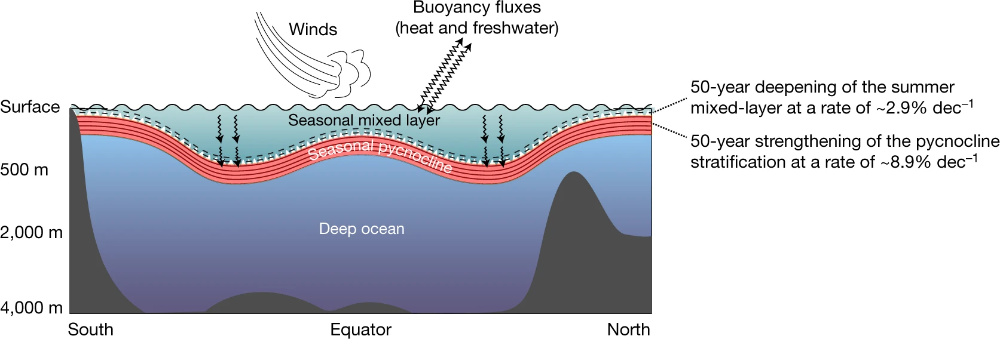 Buoyancy fluxes
(heat and freshwater)
Winds
50-year deepening of the summer
mixed-layer at a rate of ~2.9% dec⁻¹
Surface
Seasonal mixed layer
50-year strengthening of the pycnocline
stratification at a rate of ~8.9% dec⁻¹
Seasonal pycnocline
500 m
Deep ocean
2,000 m
4,000 m
South
Equator
North